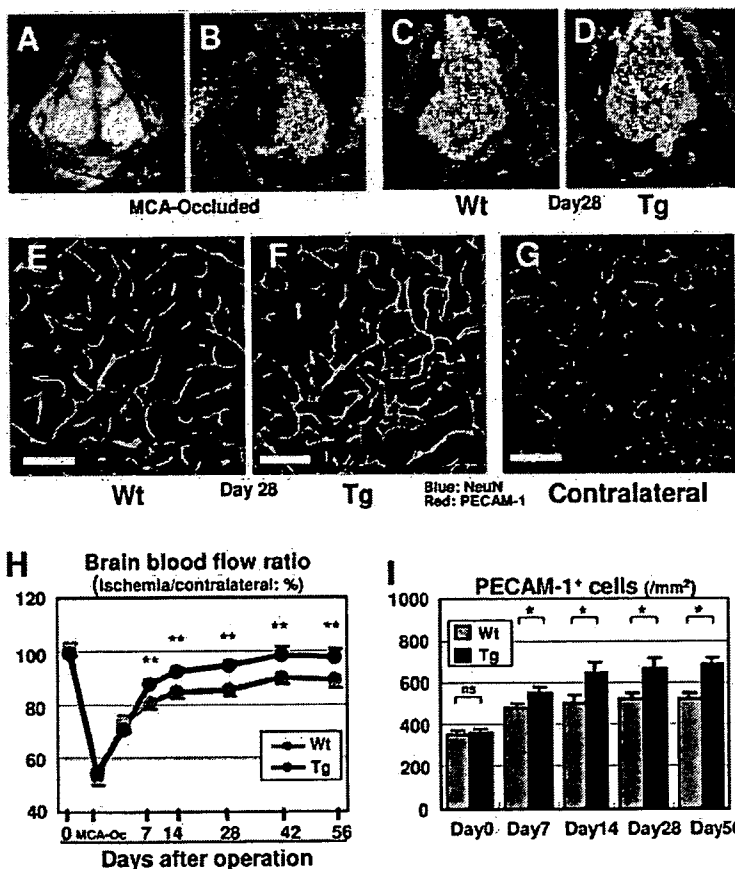 A
B
C
D
MCA-Occluded
Wt
Day28
Tg
E
F
G
Wt
Day 28
Tg
Blue: NeuN
Red: PECAM-1
Contralateral
H
Brain blood flow ratio
(Ischemia/contralateral: %)
120
100
80
60
40
**
**
**
**
**
Wt
Tg
0 MCA-Oc 7 14 28 42 56
Days after operation
I
PECAM-1+ cells (/mm²)
1000
800
600
400
200
0
Wt
Tg
ns
*
*
*
*
Day0 Day7 Day14 Day28 Day56